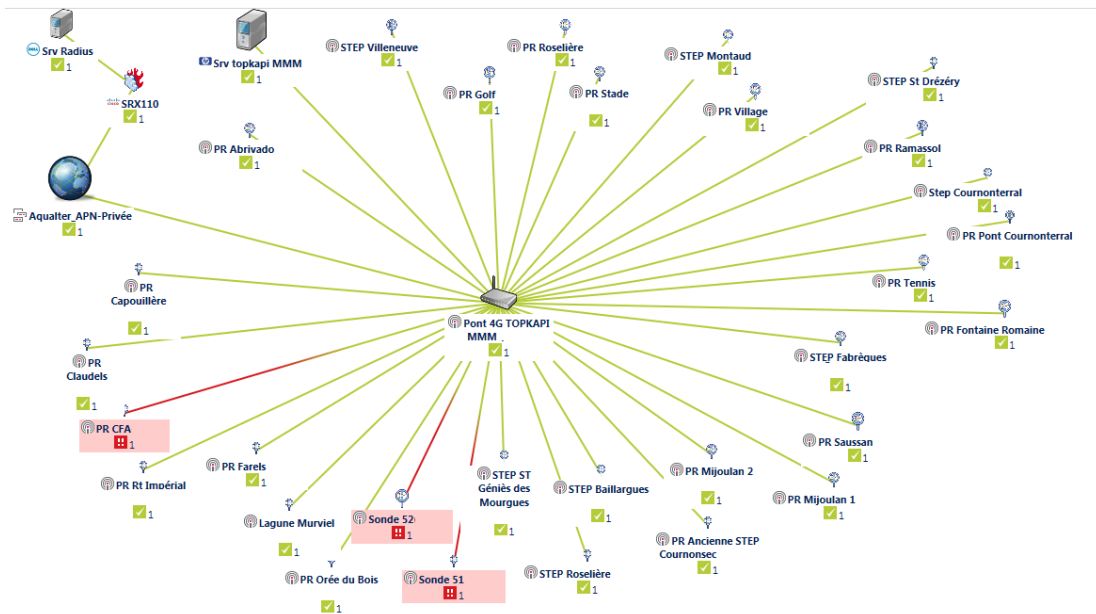 Srv Radius
1
Srv topkapi MMM
1
STEP Villeneuve
1
PR Roselière
1
STEP Montaud
1
STEP St Drézéry
1
SRX110
1
PR Golf
1
PR Stade
1
PR Village
1
PR Abrivado
1
PR Ramassol
1
Step Cournonterral
1
Aqualter_APN-Privée
1
PR Pont Cournonterral
1
PR
Capouillère
1
PR Tennis
1
Pont 4G TOPKAPI
MMM
1
PR Fontaine Romaine
1
PR
Claudels
1
STEP Fabrègues
1
PR CFA
1
PR Saussan
1
PR Rt Impérial
1
PR Farels
1
STEP ST
Géniès des
Mourgues
1
STEP Baillargues
1
PR Mijoulan 2
1
PR Mijoulan 1
1
Lagune Murviel
1
Sonde 52
1
PR Ancienne STEP
Cournonsec
1
PR Orée du Bois
1
Sonde 51
1
STEP Roselière
1